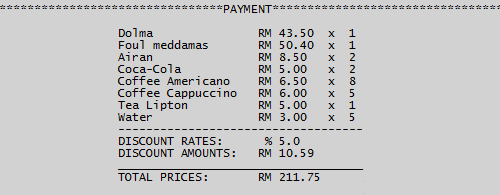 ********************************PAYMENT*********************************
Dolma RM 43.50 x 1
Foul meddamas RM 50.40 x 1
Airan RM 8.50 x 2
Coca-Cola RM 5.00 x 2
Coffee Americano RM 6.50 x 8
Coffee Cappuccino RM 6.00 x 5
Tea Lipton RM 5.00 x 1
Water RM 3.00 x 5
-----------------------------------
DISCOUNT RATES: % 5.0
DISCOUNT AMOUNTS: RM 10.59
___________________________________
TOTAL PRICES: RM 211.75